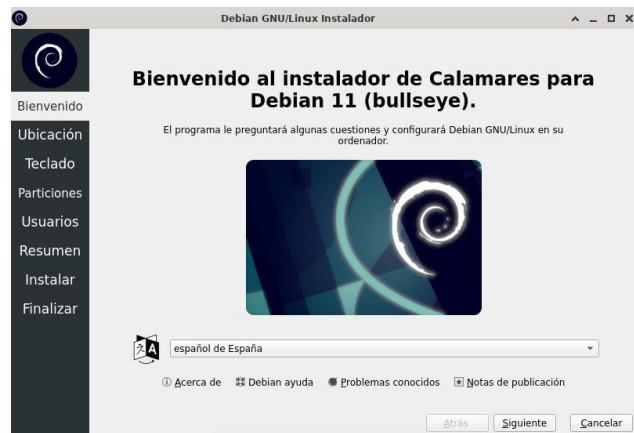 Debian GNU/Linux Instalador
Bienvenido
Ubicación
Teclado
Particiones
Usuarios
Resumen
Instalar
Finalizar
Bienvenido al instalador de Calamares para
Debian 11 (bullseye).
El programa le preguntará algunas cuestiones y configurará Debian GNU/Linux en su
ordenador.
español de España
Acerca de Debian ayuda Problemas conocidos Notas de publicación
Atrás Siguiente Cancelar